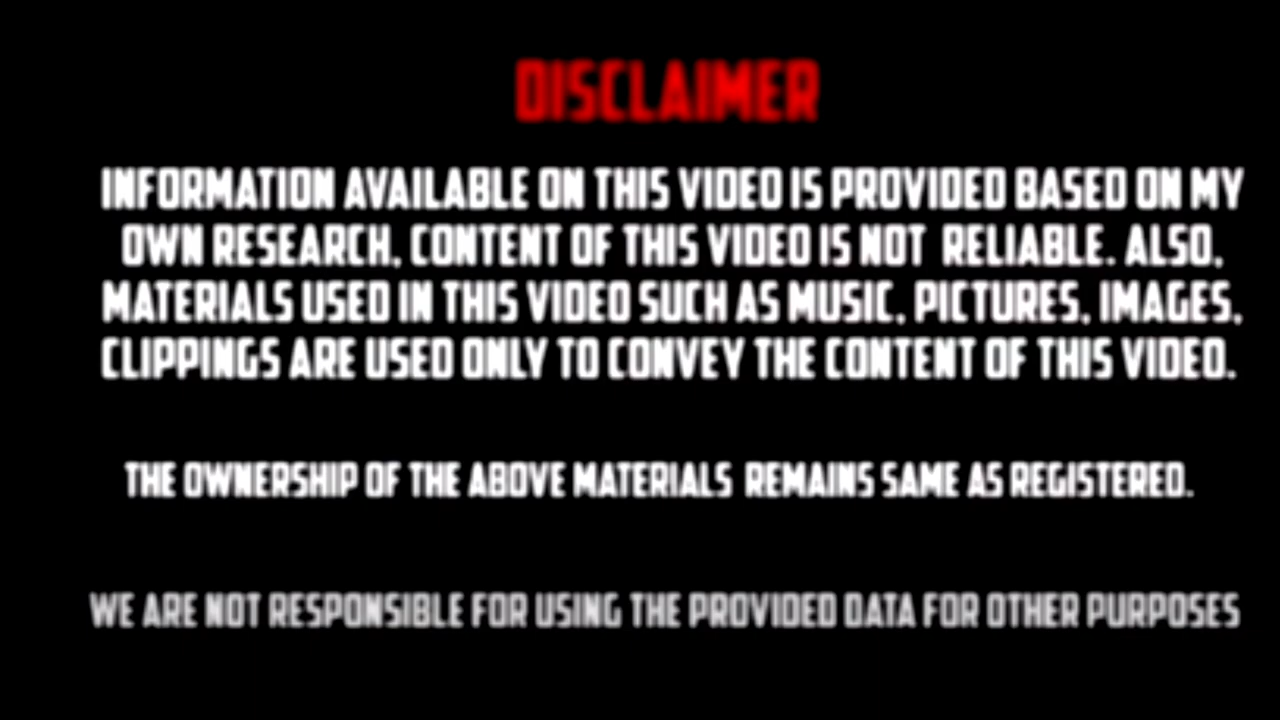 DISCLAIMER
INFORMATION AVAILABLE ON THIS VIDEO IS PROVIDED BASED ON MY
OWN RESEARCH, CONTENT OF THIS VIDEO IS NOT RELIABLE. ALSO,
MATERIALS USED IN THIS VIDEO SUCH AS MUSIC, PICTURES, IMAGES,
CLIPPINGS ARE USED ONLY TO CONVEY THE CONTENT OF THIS VIDEO.
THE OWNERSHIP OF THE ABOVE MATERIALS REMAINS SAME AS REGISTERED.
WE ARE NOT RESPONSIBLE FOR USING THE PROVIDED DATA FOR OTHER PURPOSES